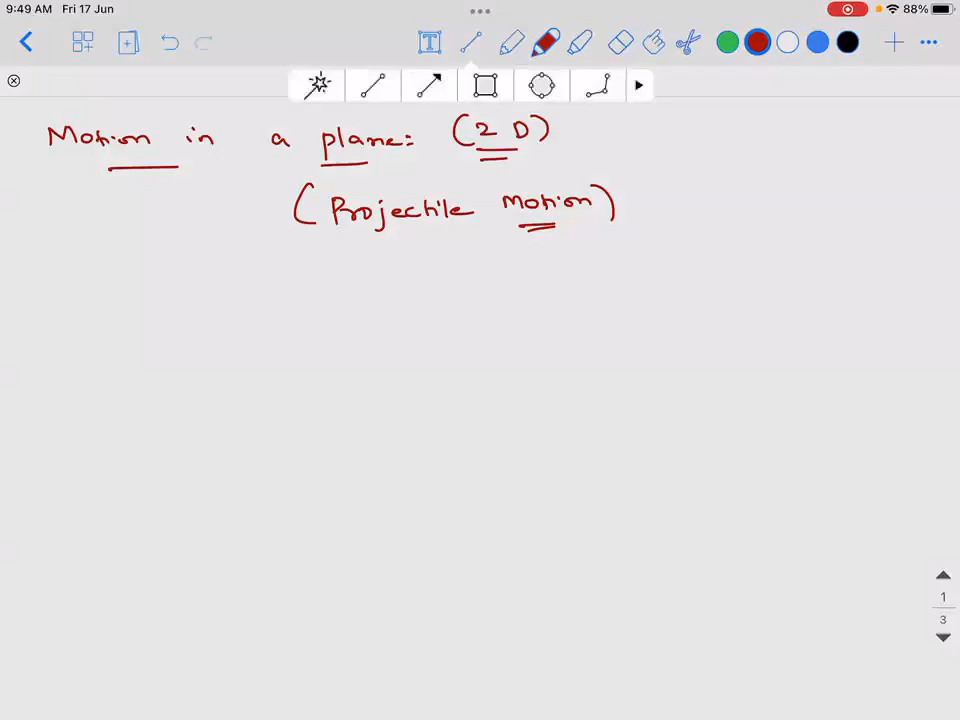 9:49 AM Fri 17 Jun
88%
T
Motion in a plane: (2 D)
(Projectile Motion)
1
3